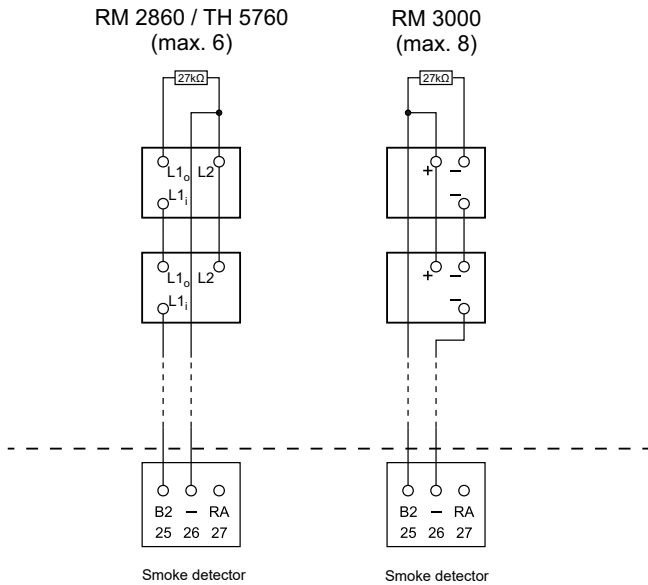 RM 2860 / TH 5760
(max. 6)
27kΩ
L1o L2
L1i
L1o L2
L1i
B2 – RA
25 26 27
Smoke detector
RM 3000
(max. 8)
27kΩ
+ –
–
+ –
–
B2 – RA
25 26 27
Smoke detector